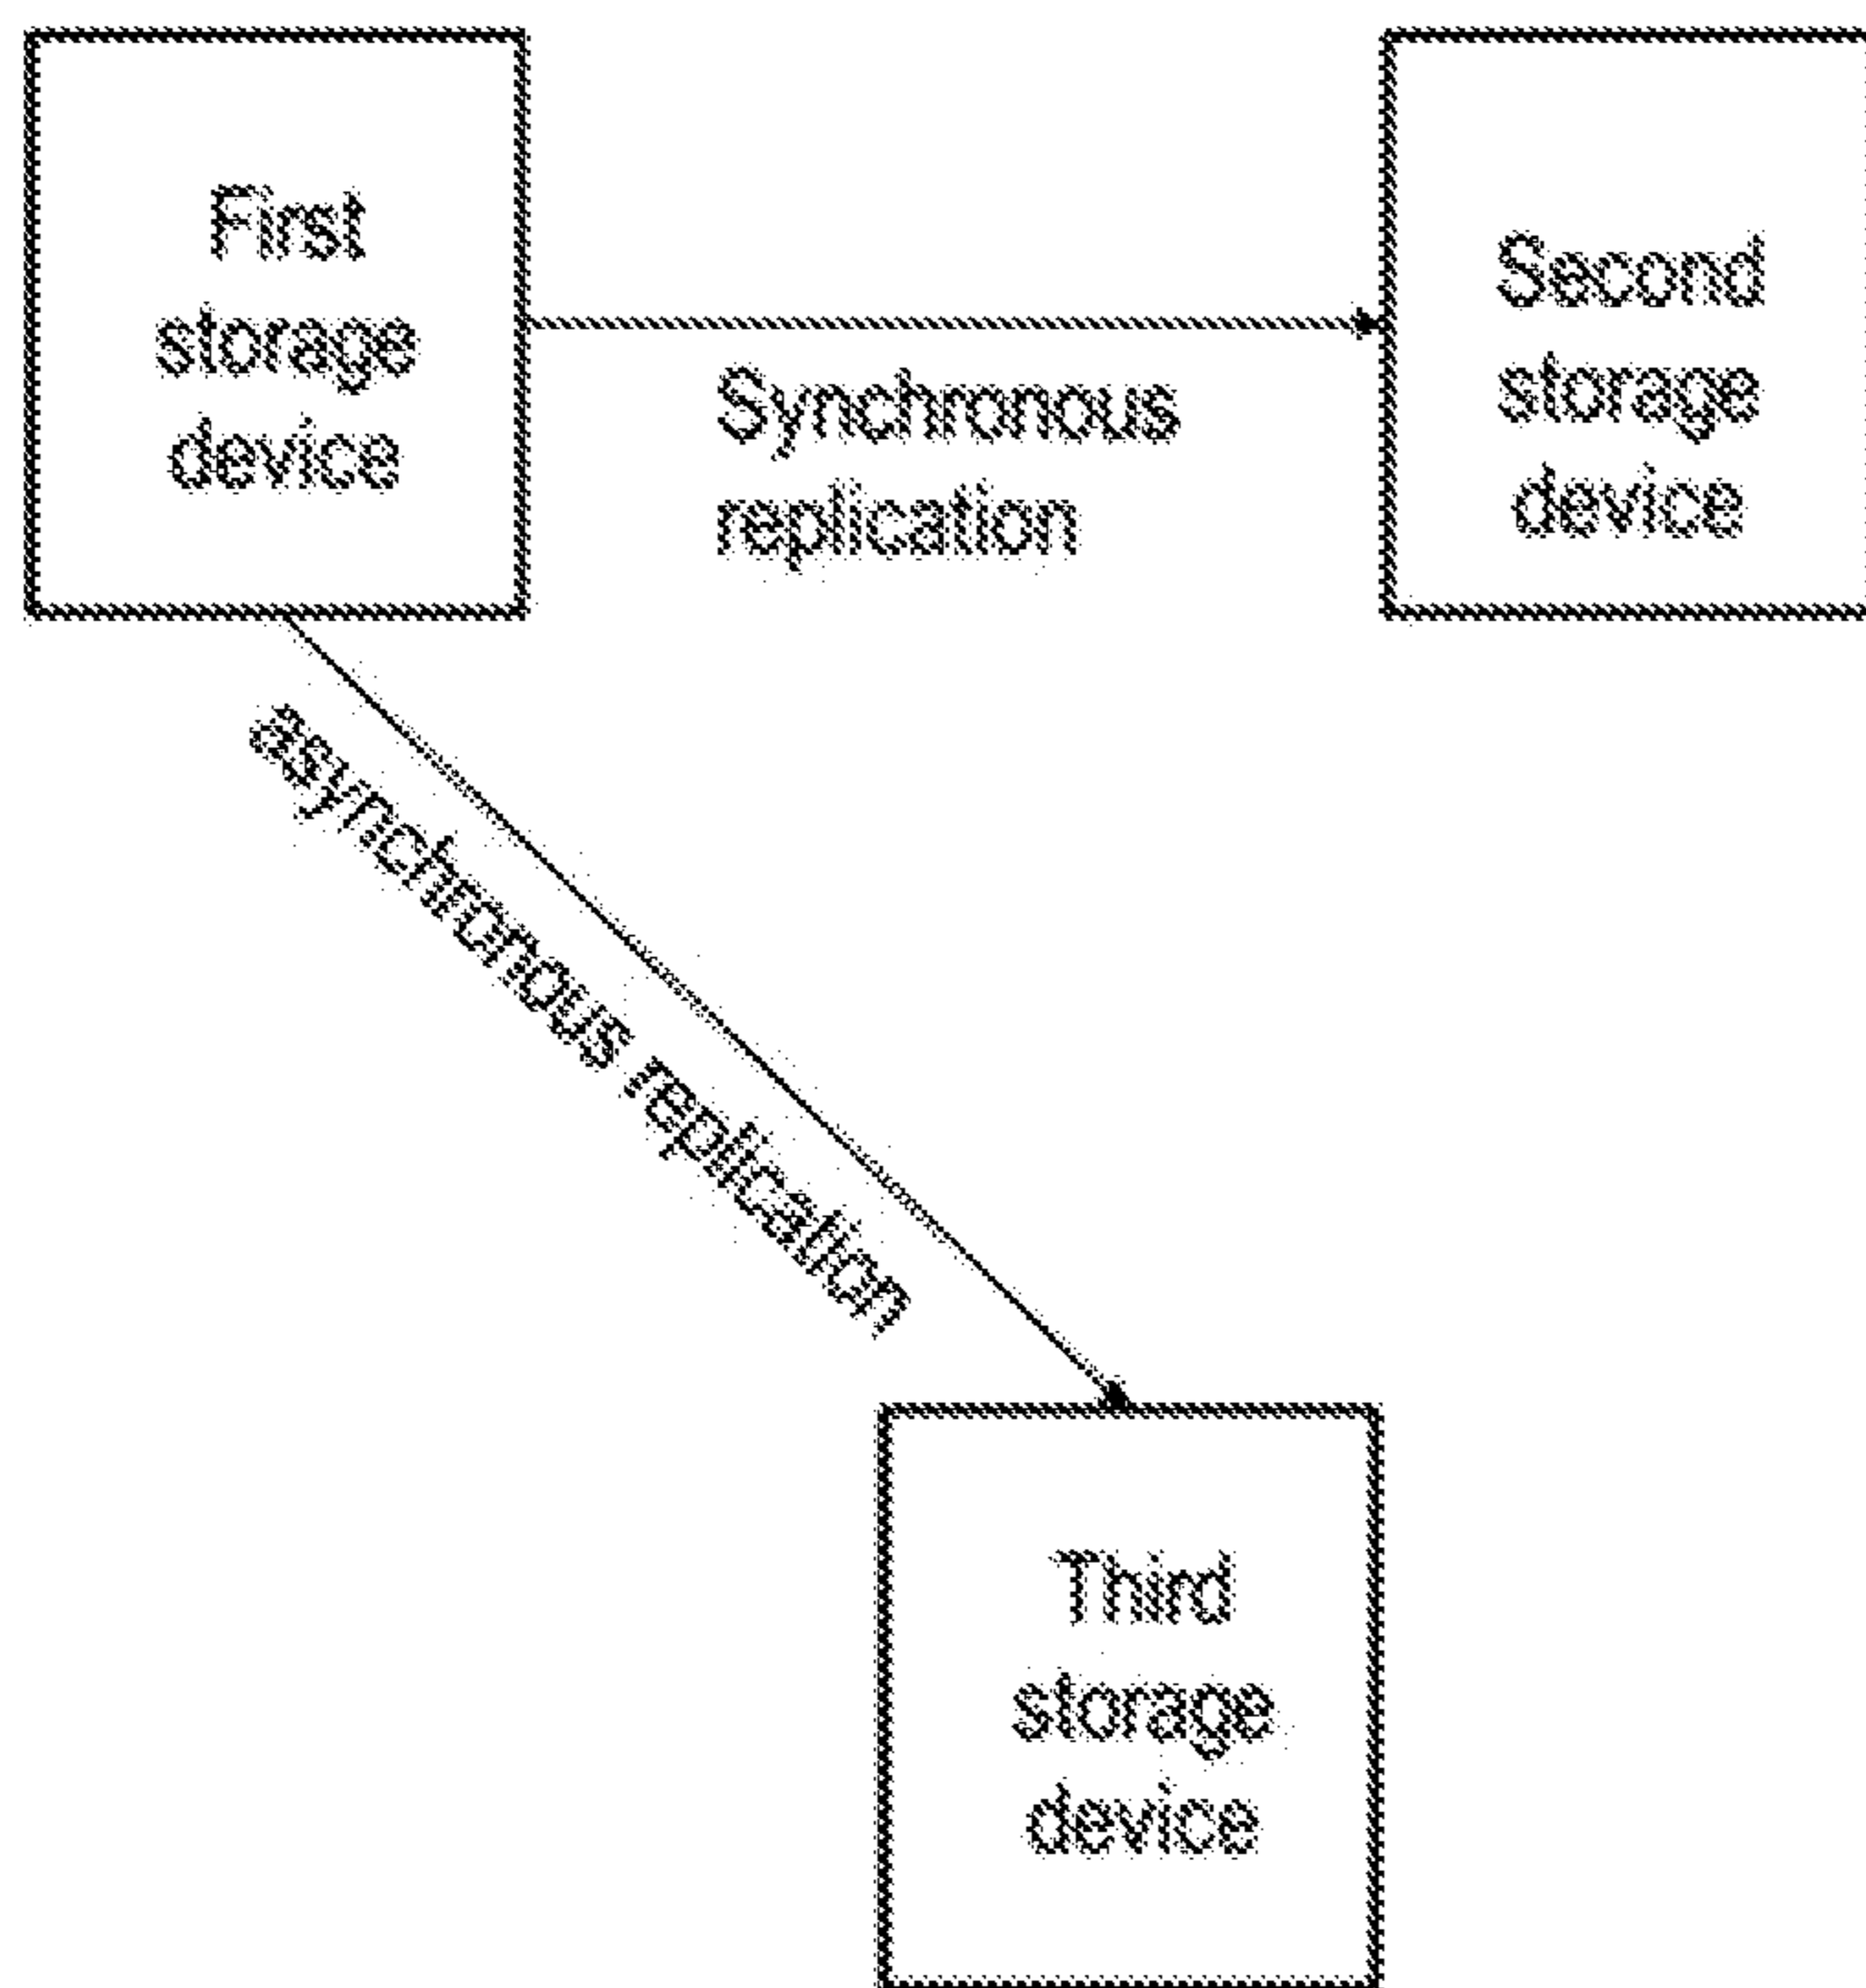 First
storage
device
Synchronous
replication
Second
storage
device
asynchronous replication
Third
storage
device